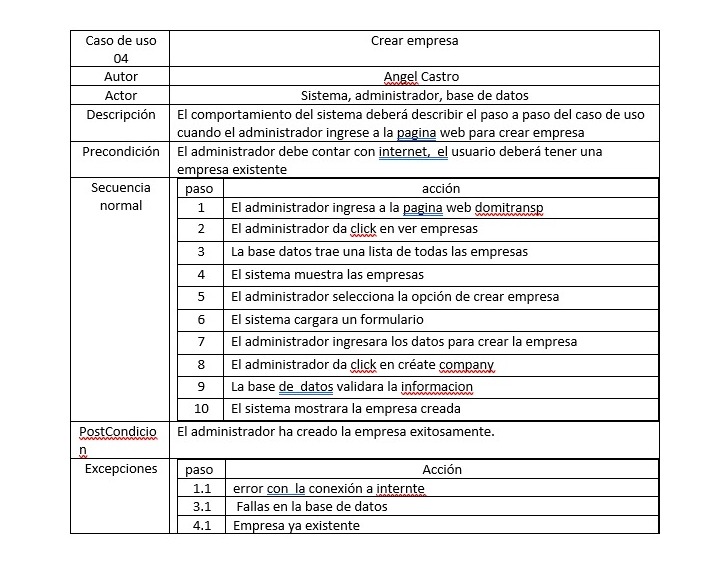 Caso de uso Crear empresa
04
Autor Angel Castro
Actor Sistema, administrador, base de datos
Descripción El comportamiento del sistema deberá describir el paso a paso del caso de uso
cuando el administrador ingrese a la pagina web para crear empresa
Precondición El administrador debe contar con internet,  el usuario deberá tener una
empresa existente
Secuencia paso acción
normal
1 El administrador ingresa a la pagina web domitransp
2 El administrador da click en ver empresas
3 La base datos trae una lista de todas las empresas
4 El sistema muestra las empresas
5 El administrador selecciona la opción de crear empresa
6 El sistema cargara un formulario
7 El administrador ingresara los datos para crear la empresa
8 El administrador da click en créate company
9 La base de  datos validara la informacion
10 El sistema mostrara la empresa creada
PostCondicio El administrador ha creado la empresa exitosamente.
n
Excepciones paso Acción
1.1 error con  la conexión a internte
3.1 Fallas en la base de datos
4.1 Empresa ya existente